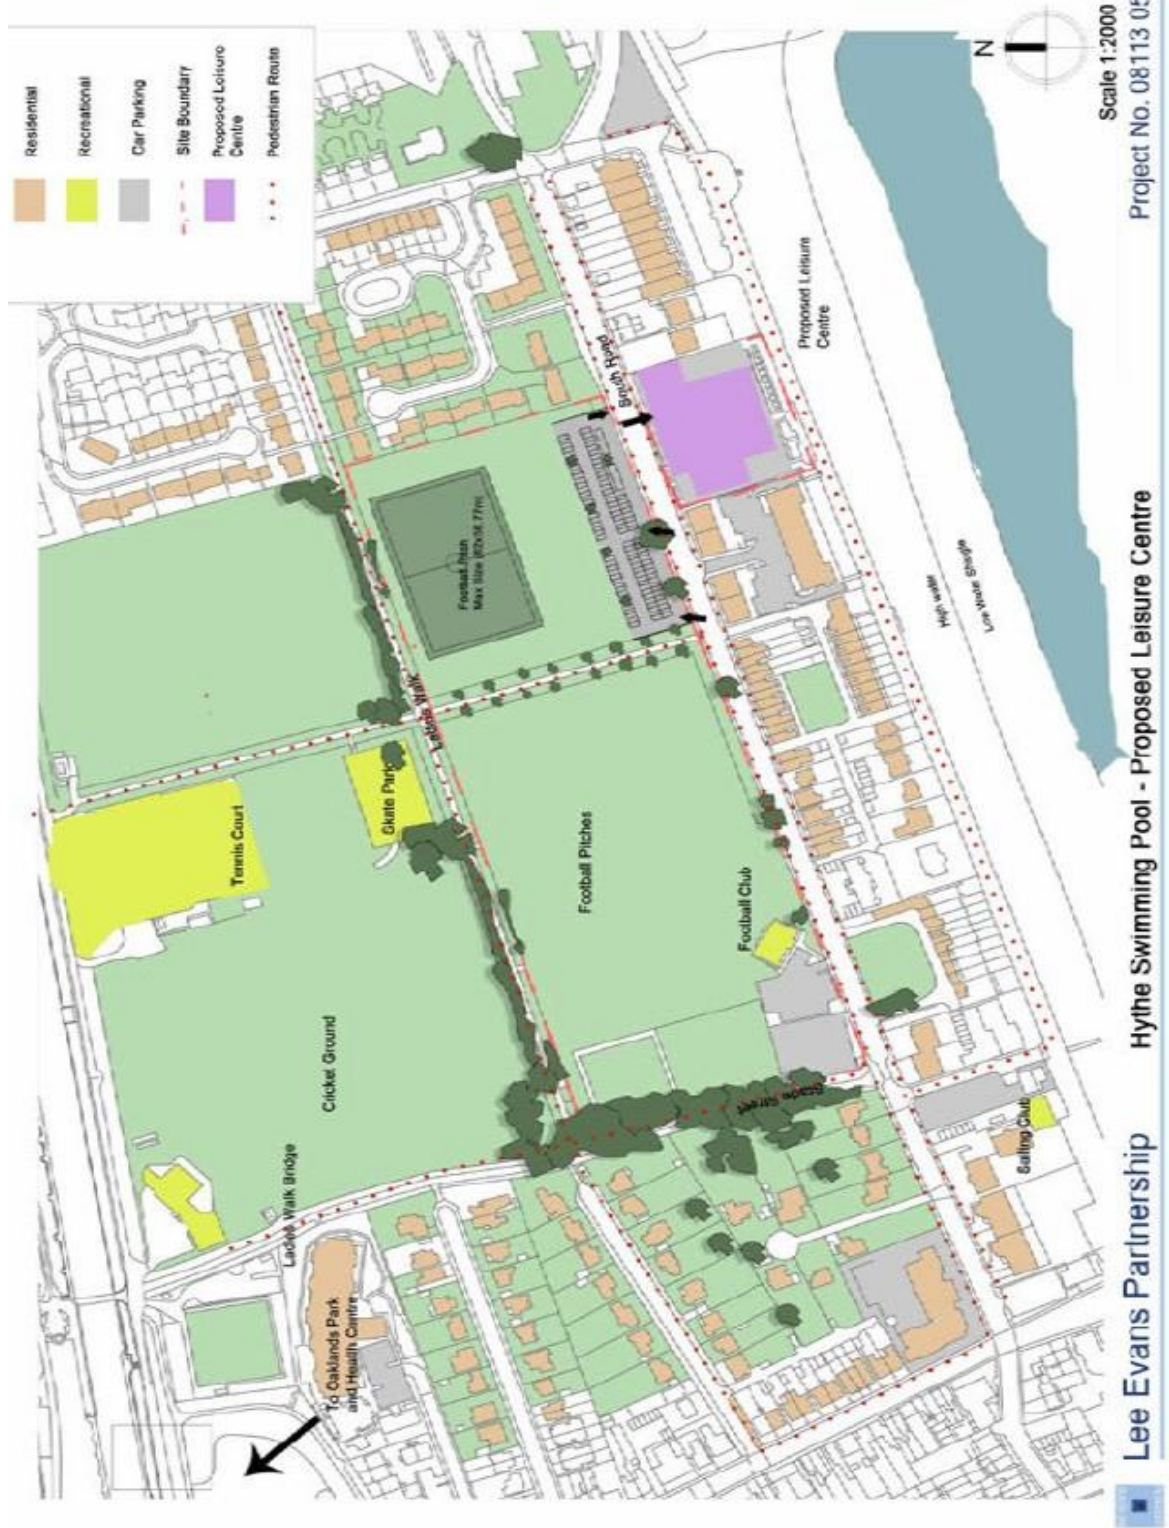 Residential
Recreational
Car Parking
Site Boundary
Proposed Leisure
Centre
Pedestrian Route
Tennis Court
Skate Park
Cricket Ground
Ladies Walk Bridge
To Oaklands Park
and Health Centre
Ladies Walk
Football Pitch
Football Pitches
Football Club
Slade Street
South Road
Sailing Club
Proposed Leisure
Centre
High water
Low Water Shingle
N
Scale 1:2000
Lee Evans Partnership
Hythe Swimming Pool - Proposed Leisure Centre
Project No. 08113 05